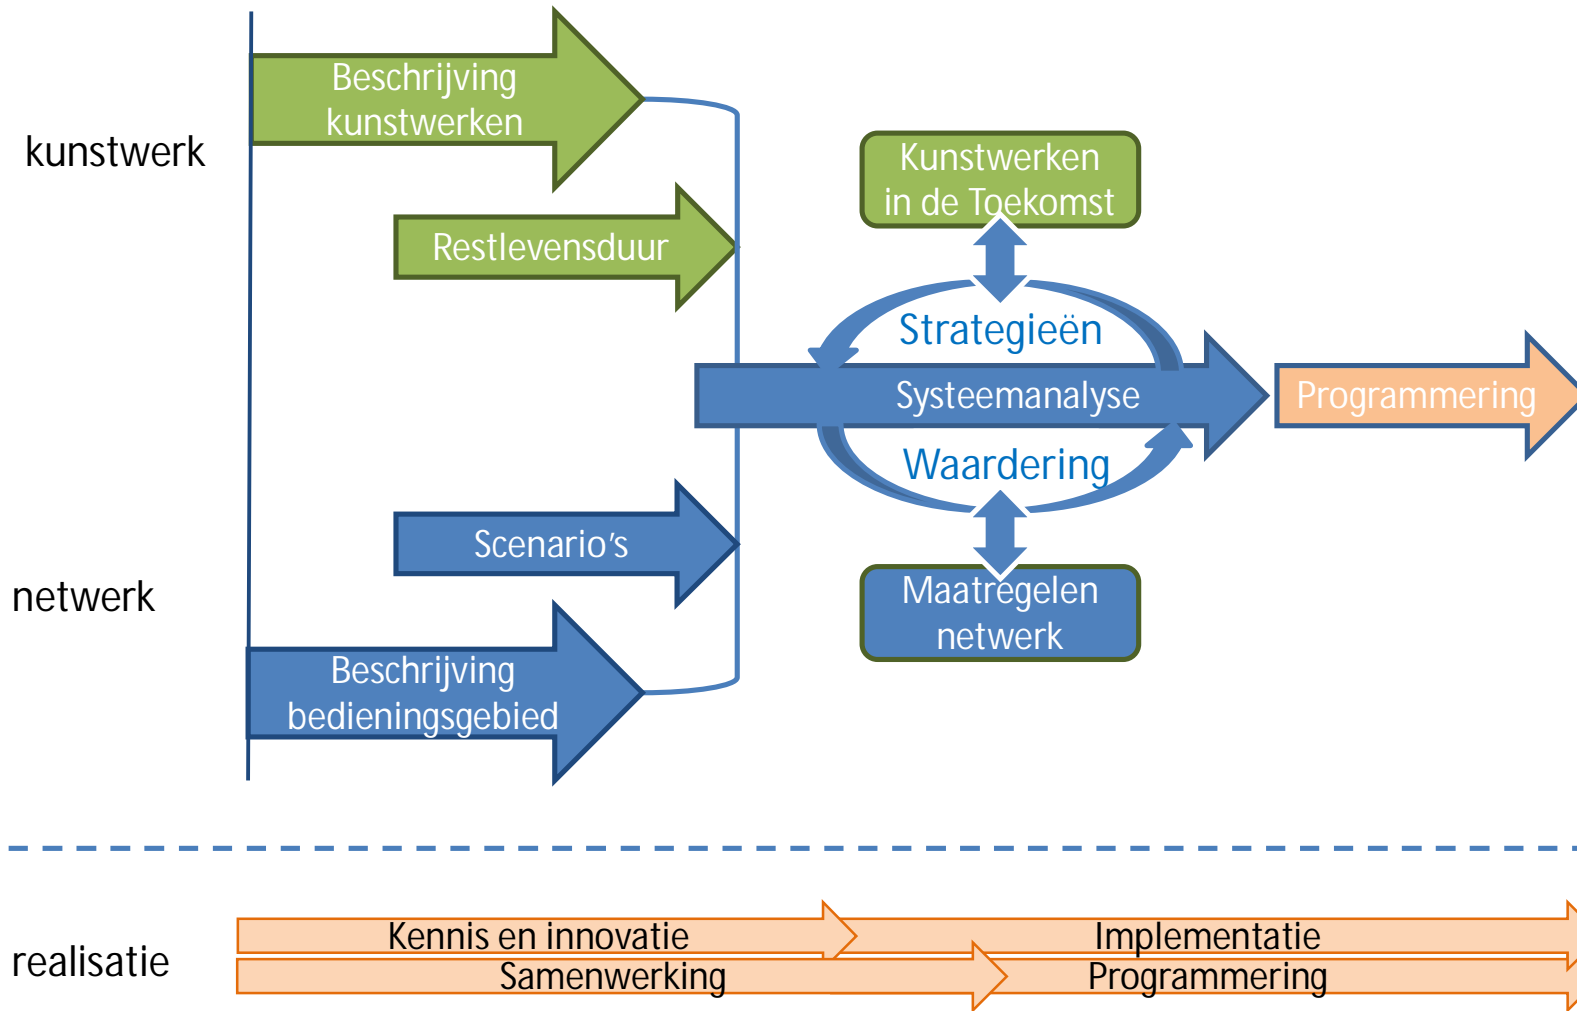 Beschrijving
kunstwerken
kunstwerk
Kunstwerken
in de Toekomst
Restlevensduur
Strategieën
Systeemanalyse
Programmering
Waardering
Scenario's
Maatregelen
netwerk
netwerk
Beschrijving
bedieningsgebied
realisatie
Kennis en innovatie
Implementatie
Samenwerking
Programmering